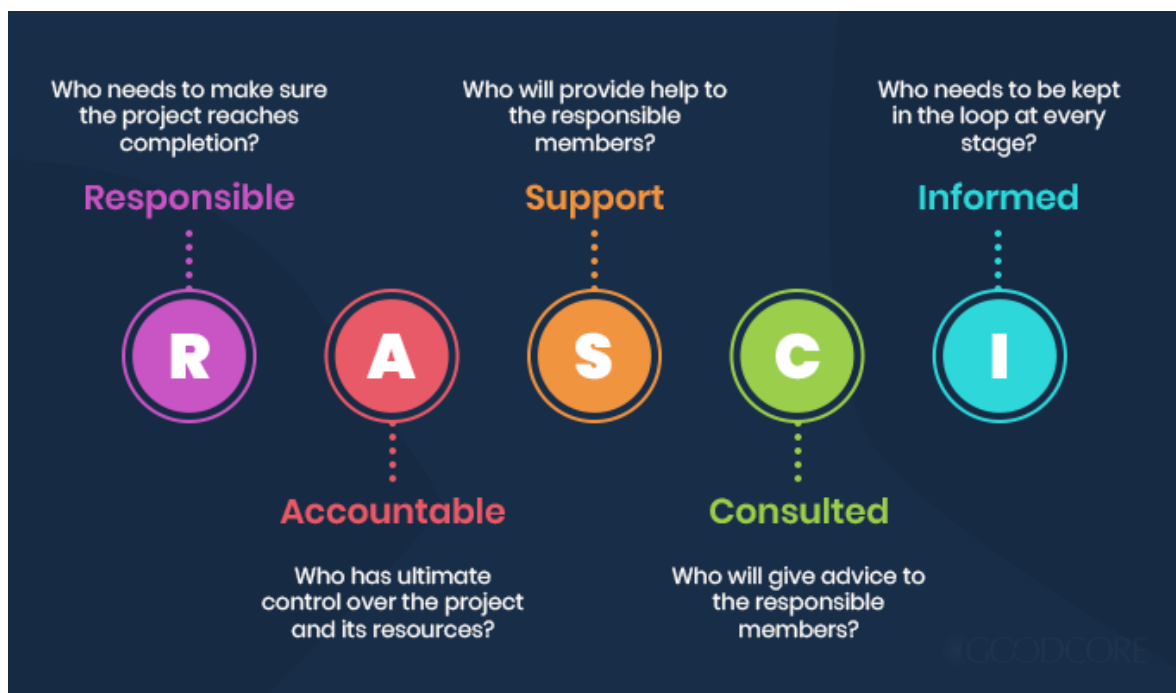 Who needs to make sure
the project reaches
completion?
Responsible
R
Who will provide help to
the responsible
members?
Support
S
Who needs to be kept
in the loop at every
stage?
Informed
I
A
Accountable
Who has ultimate
control over the project
and its resources?
C
Consulted
Who will give advice to
the responsible
members?
GOODCORE